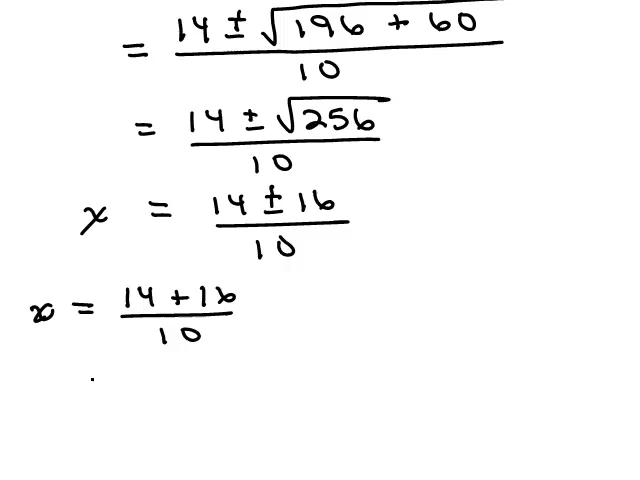 = (14 ± √(196 + 60)) / 10
= (14 ± √256) / 10
x = (14 ± 16) / 10
x = (14 + 16) / 10